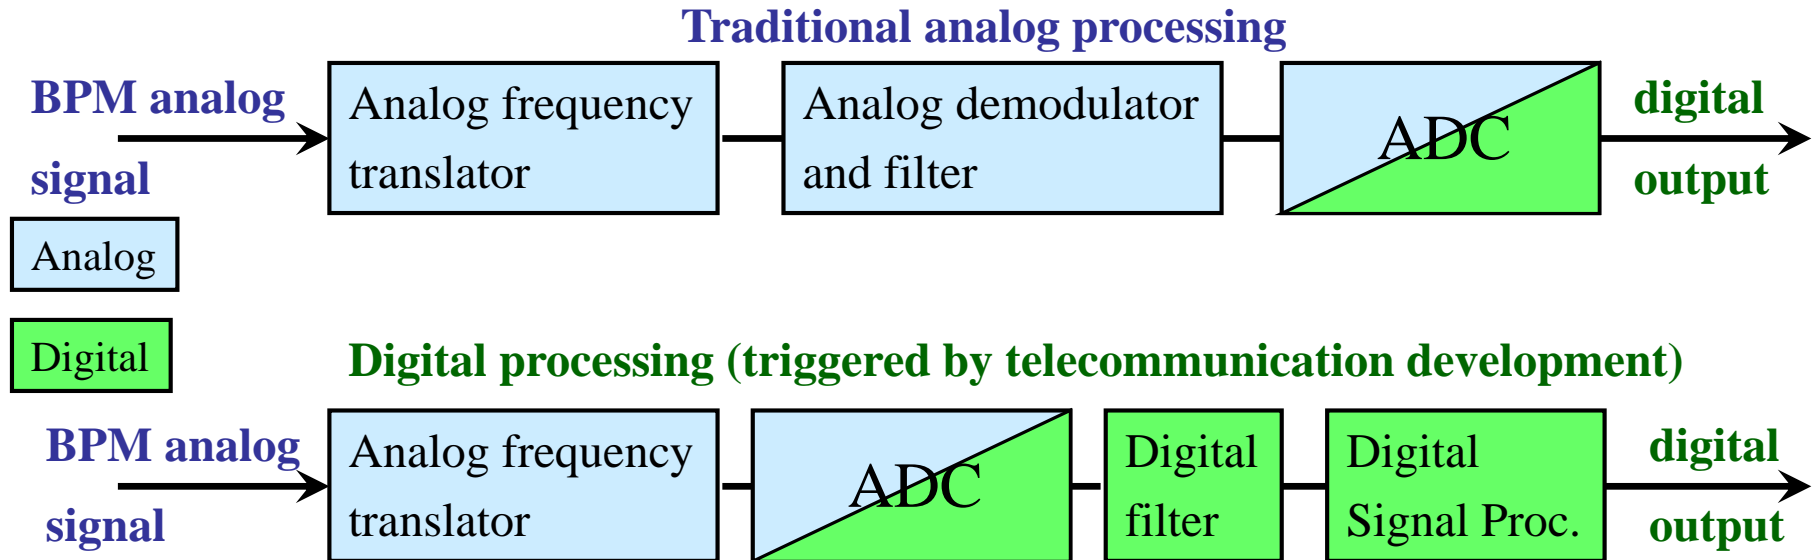 Traditional analog processing
BPM analog
signal
Analog frequency
translator
Analog demodulator
and filter
ADC
digital
output
Analog
Digital
Digital processing (triggered by telecommunication development)
BPM analog
signal
Analog frequency
translator
ADC
Digital
filter
Digital
Signal Proc.
digital
output